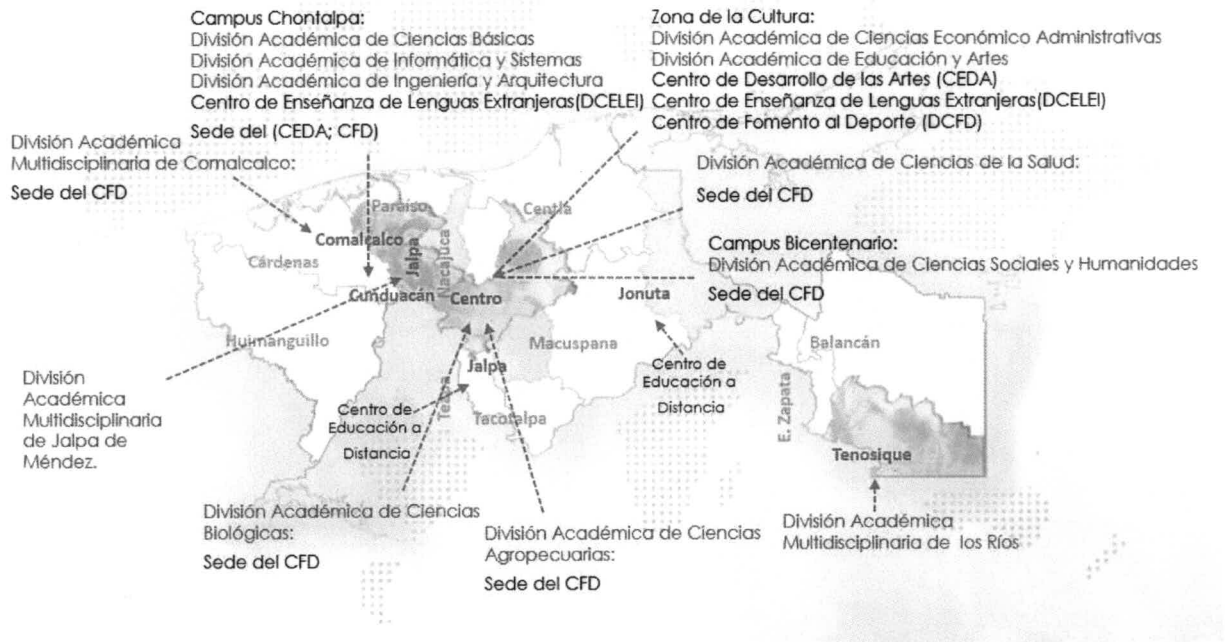 Campus Chontalpa:
División Académica de Ciencias Básicas
División Académica de Informática y Sistemas
División Académica de Ingeniería y Arquitectura
Centro de Enseñanza de Lenguas Extranjeras(DCELEI)
Sede del (CEDA; CFD)
Zona de la Cultura:
División Académica de Ciencias Económico Administrativas
División Académica de Educación y Artes
Centro de Desarrollo de las Artes (CEDA)
Centro de Enseñanza de Lenguas Extranjeras(DCELEI)
Centro de Fomento al Deporte (DCFD)
División Académica
Multidisciplinaria de Comalcalco:
Sede del CFD
División Académica de Ciencias de la Salud:
Sede del CFD
Campus Bicentenario:
División Académica de Ciencias Sociales y Humanidades
Sede del CFD
Paraíso
Centla
Comalcalco
Jalpa
Nacajuca
Cárdenas
Cunduacán
Centro
Jonuta
Huimanguillo
Macuspana
Balancán
Jalpa
Teapa
Tacotalpa
E. Zapata
Tenosique
Centro de
Educación a
Distancia
Centro de
Educación a
Distancia
División
Académica
Multidisciplinaria
de Jalpa de
Méndez.
División Académica de Ciencias
Biológicas:
Sede del CFD
División Académica de Ciencias
Agropecuarias:
Sede del CFD
División Académica
Multidisciplinaria de los Ríos